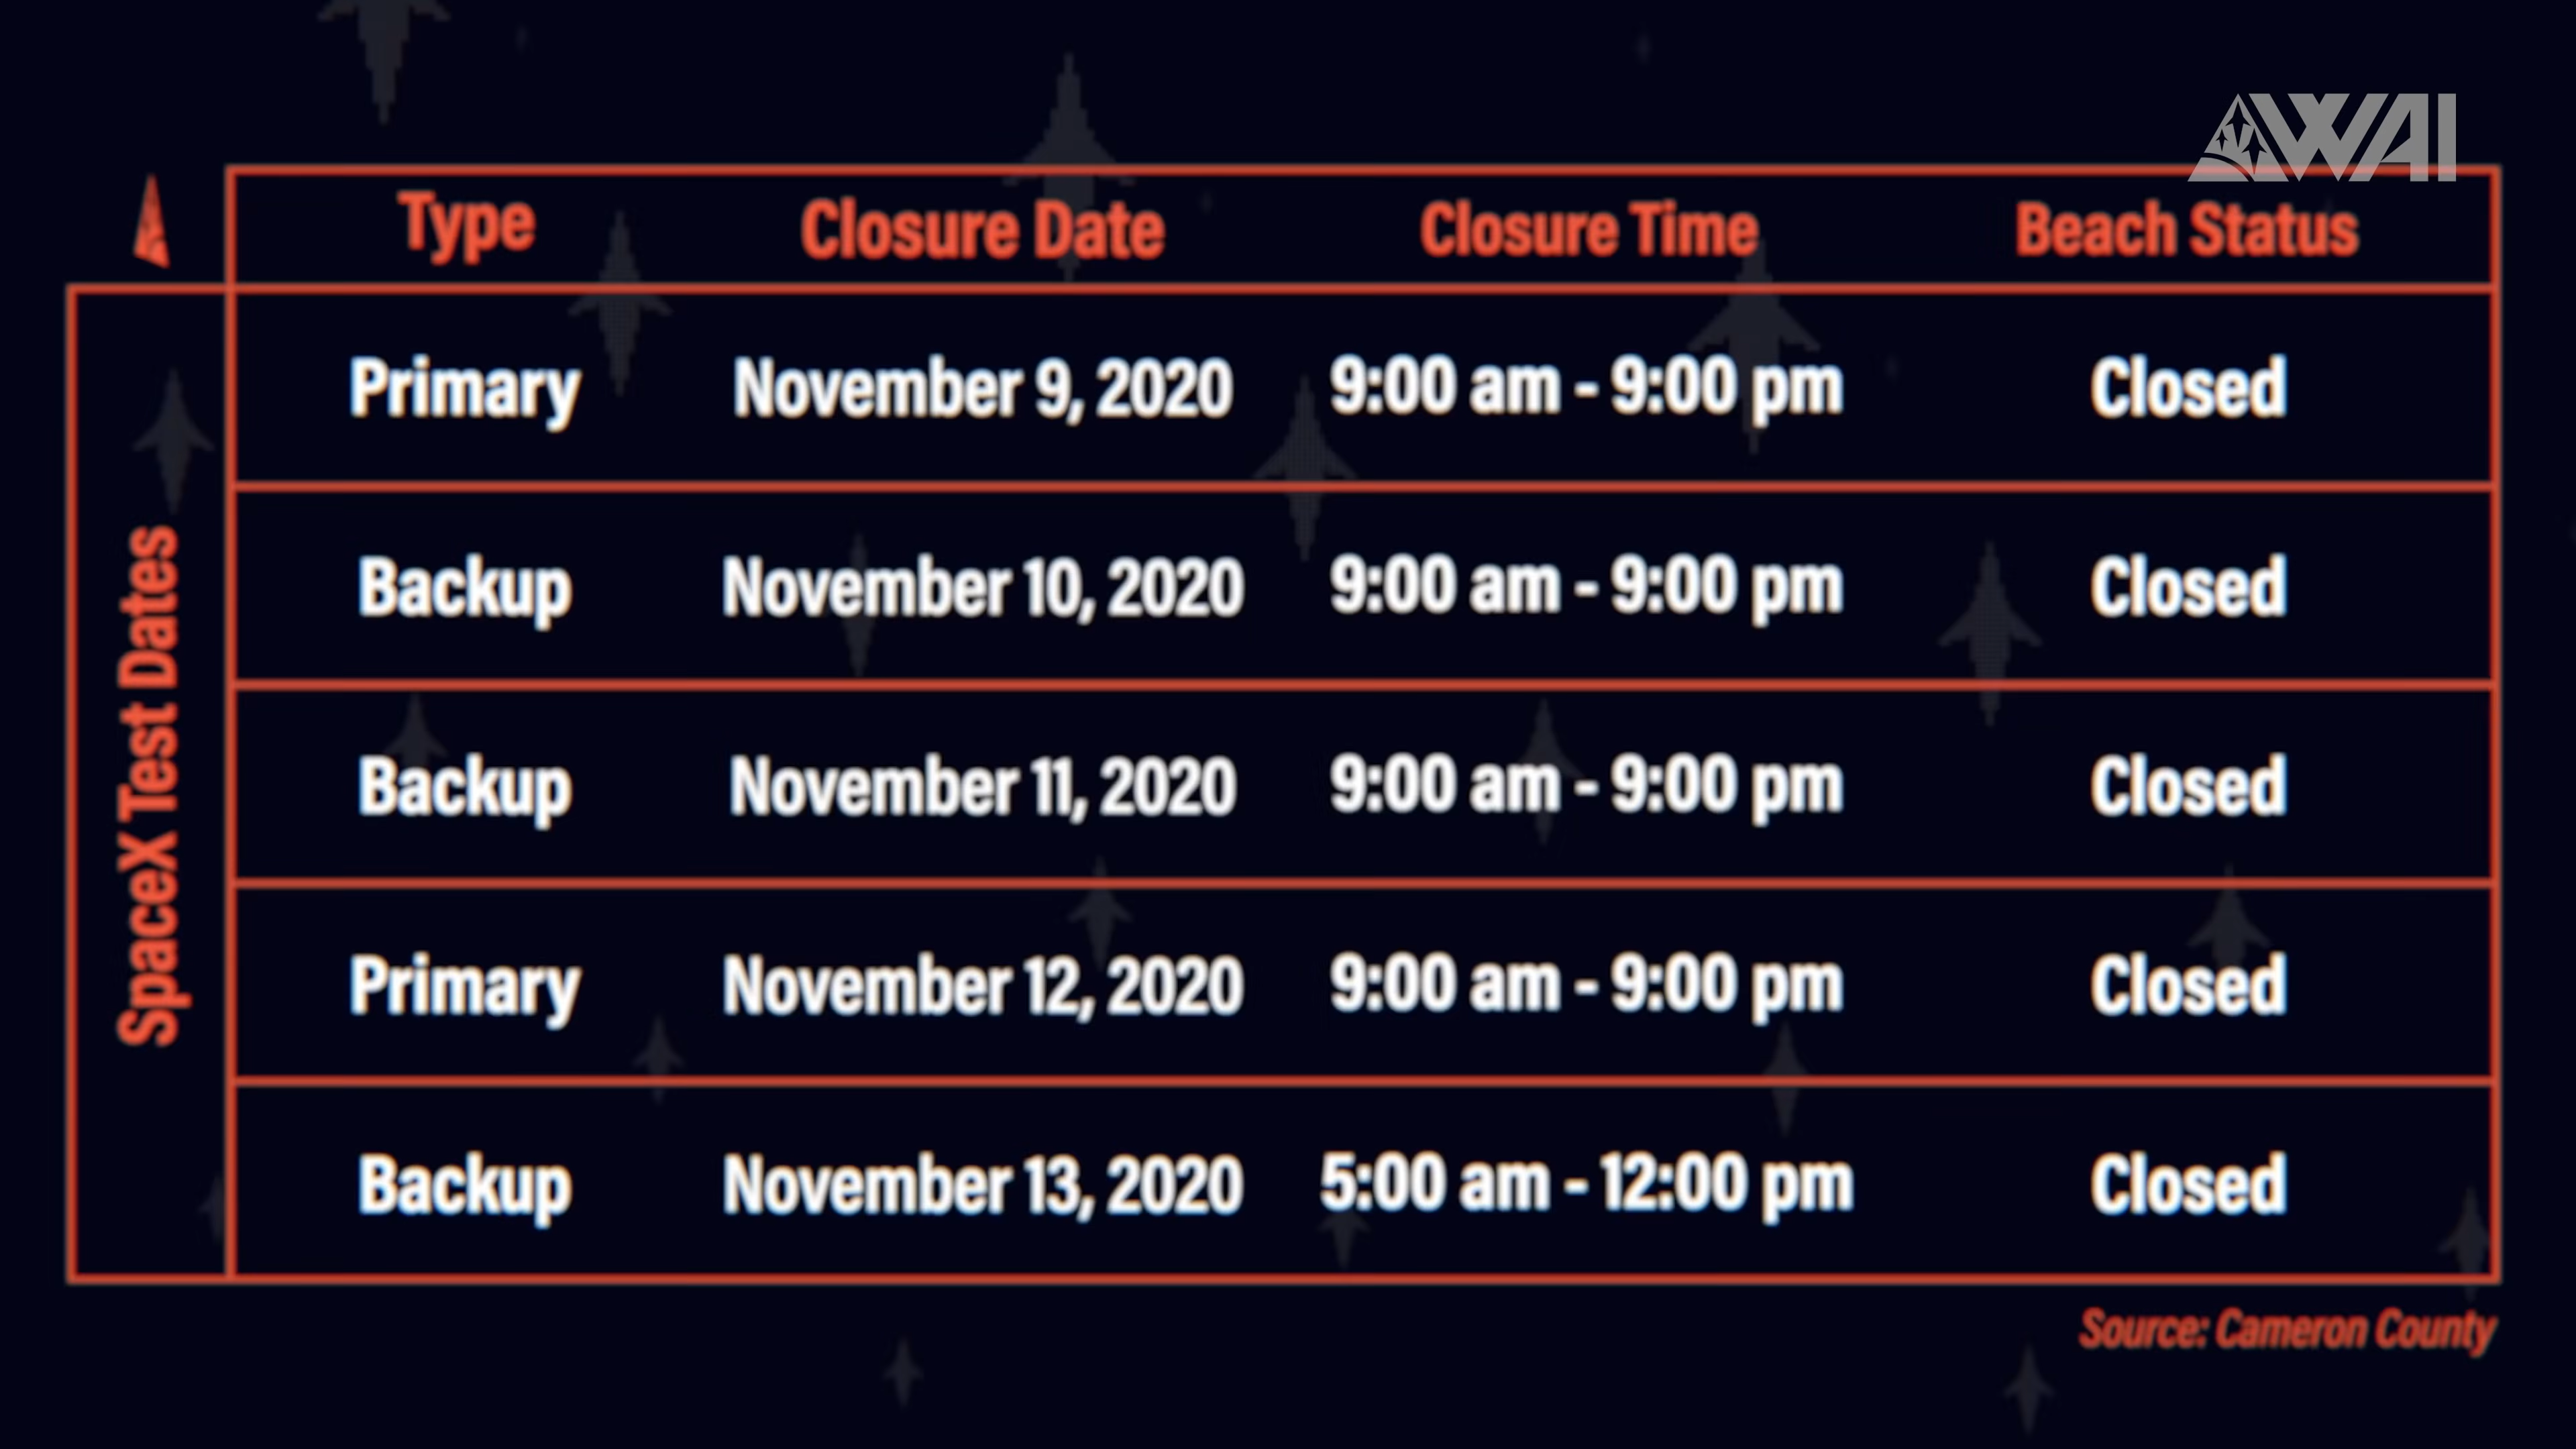 WAI
Type Closure Date Closure Time Beach Status
SpaceX Test Dates
Primary November 9, 2020 9:00 am - 9:00 pm Closed
Backup November 10, 2020 9:00 am - 9:00 pm Closed
Backup November 11, 2020 9:00 am - 9:00 pm Closed
Primary November 12, 2020 9:00 am - 9:00 pm Closed
Backup November 13, 2020 5:00 am - 12:00 pm Closed
Source: Cameron County